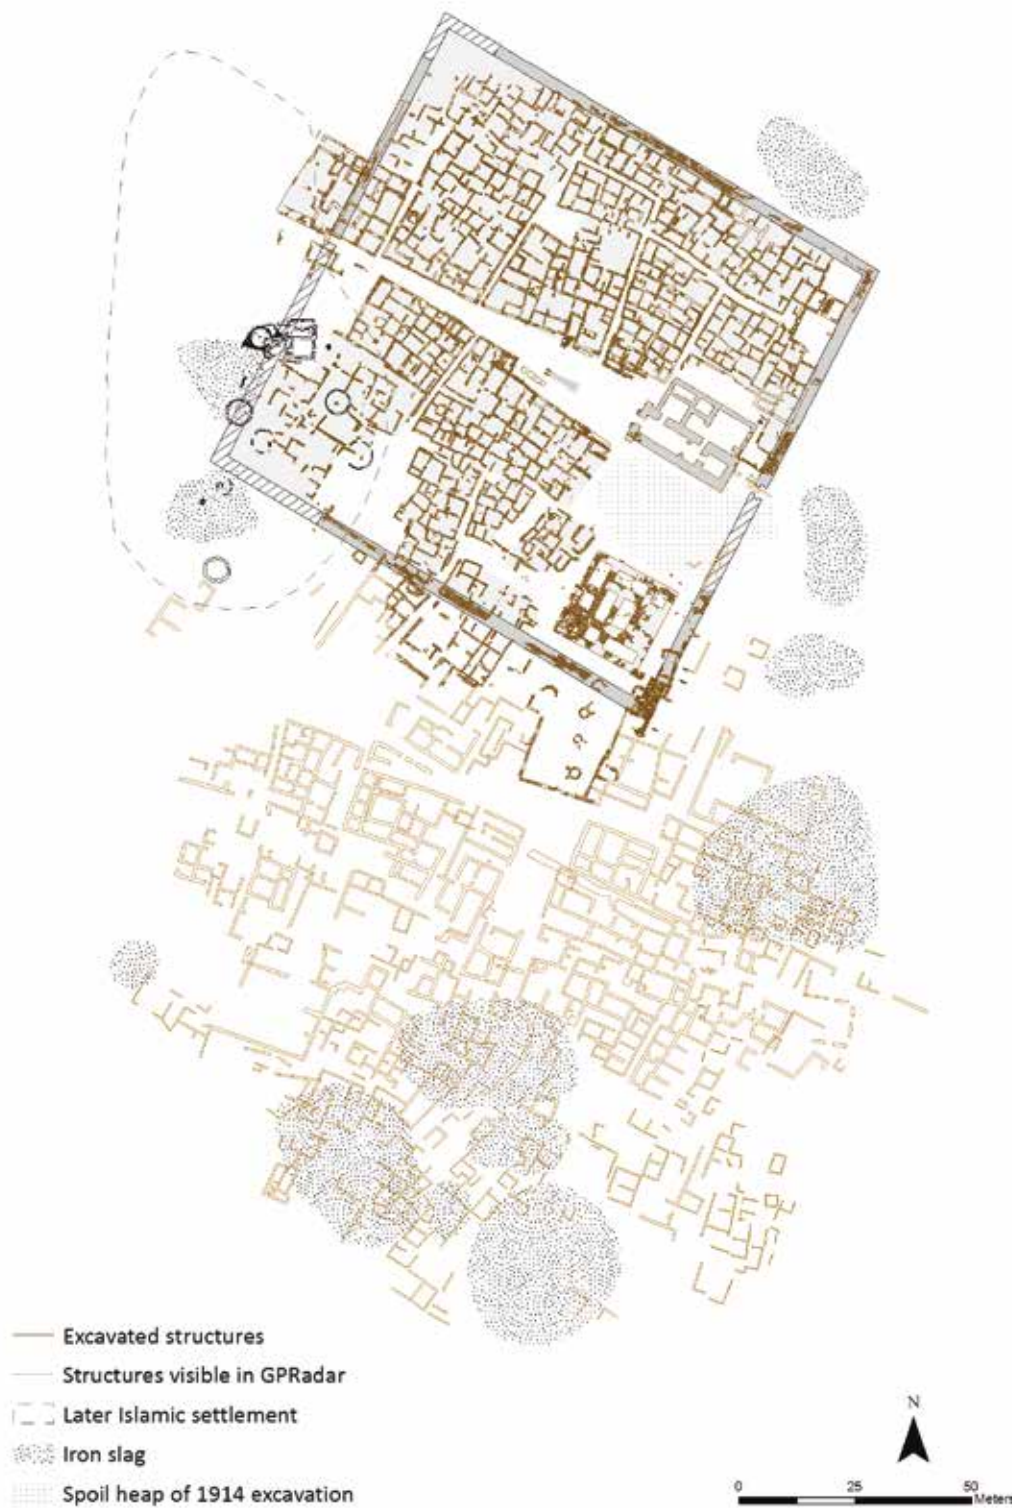 Excavated structures
Structures visible in GPRadar
Later Islamic settlement
Iron slag
Spoil heap of 1914 excavation
N
0 25 50
Meters